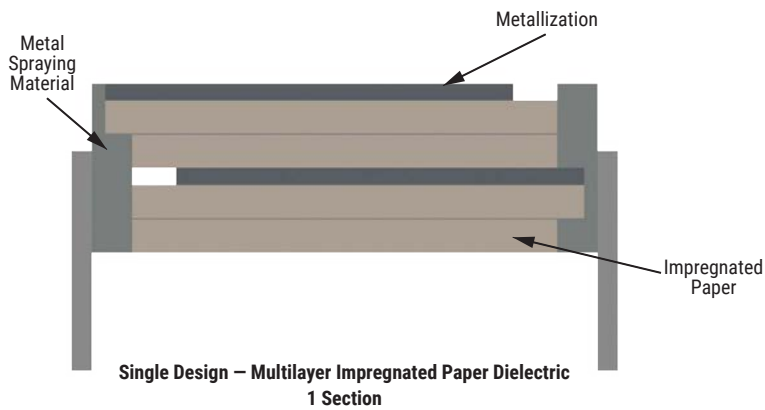 Metallization
Metal
Spraying
Material
Impregnated
Paper
Single Design — Multilayer Impregnated Paper Dielectric
1 Section